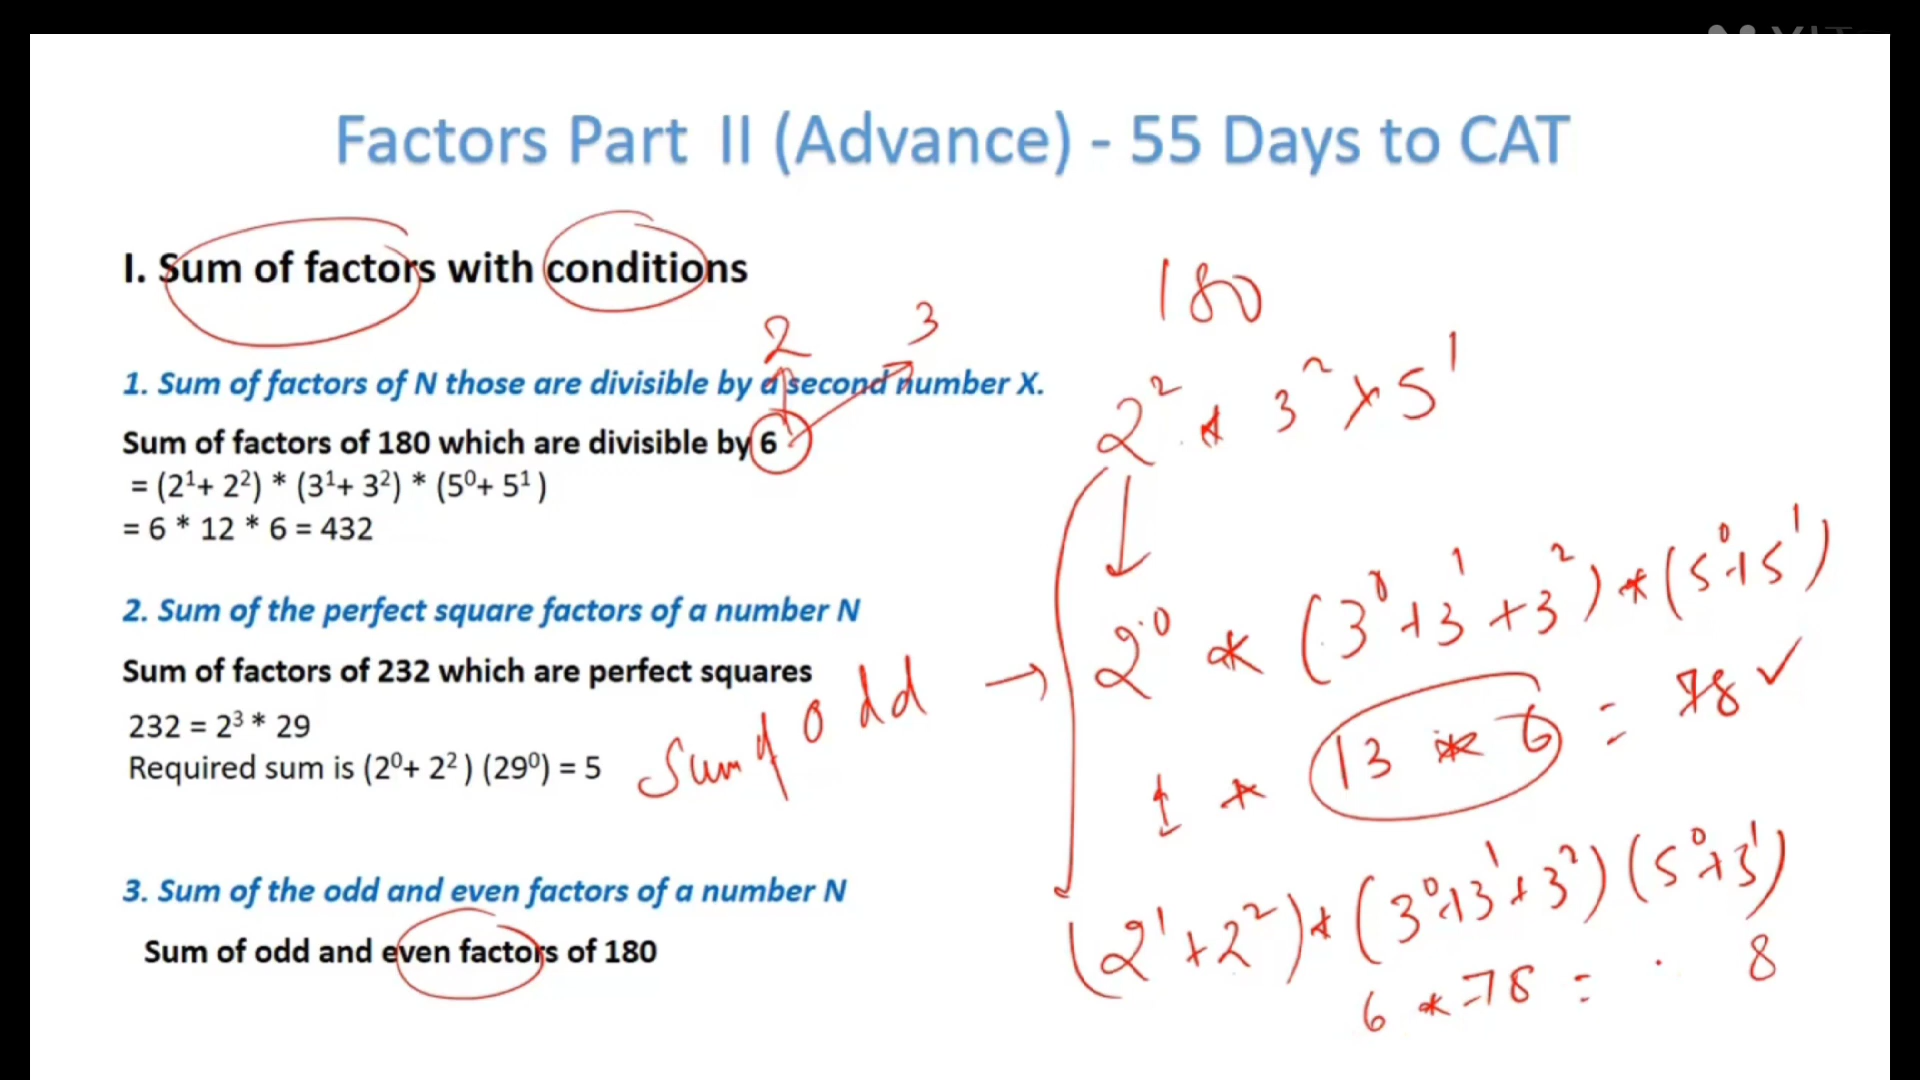 Factors Part II (Advance) - 55 Days to CAT
I. Sum of factors with conditions
180
2 3
1. Sum of factors of N those are divisible by a second number X.
2² * 3² × 5¹
Sum of factors of 180 which are divisible by 6
= (2¹+ 2²) * (3¹+ 3²) * (5⁰+ 5¹ )
= 6 * 12 * 6 = 432
2. Sum of the perfect square factors of a number N
2⁰ * (3⁰+3¹+3²) * (5⁰+5¹)
Sum of factors of 232 which are perfect squares
Sum of Odd →
232 = 2³ * 29
Required sum is (2⁰+ 2² ) (29⁰) = 5
1 * 13 * 6 = 78 ✓
3. Sum of the odd and even factors of a number N
Sum of odd and even factors of 180
(2¹+2²) * (3⁰+3¹+3²) (5⁰+3¹)
6 * 78 = 8